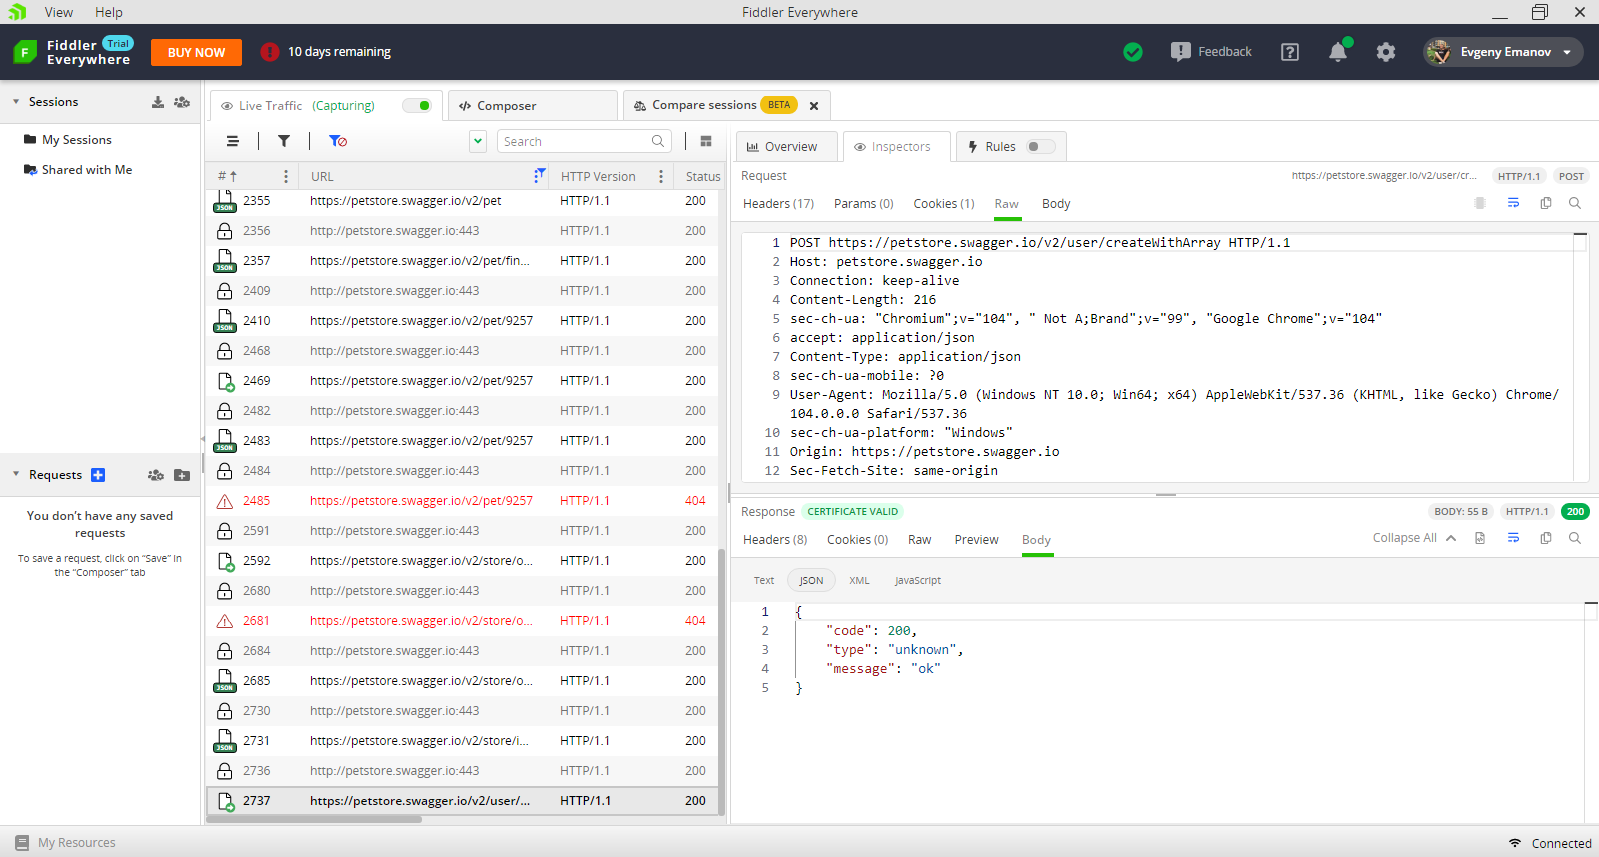 View Help Fiddler Everywhere
Fiddler Trial
Everywhere
BUY NOW
10 days remaining
Feedback
Evgeny Emanov
Sessions
My Sessions
Shared with Me
Requests
You don't have any saved
requests
To save a request, click on "Save" in
the "Composer" tab
Live Traffic (Capturing)
Composer
Compare sessions BETA
Search
# URL HTTP Version Status
JSON 2355 https://petstore.swagger.io/v2/pet HTTP/1.1 200
2356 http://petstore.swagger.io:443 HTTP/1.1 200
JSON 2357 https://petstore.swagger.io/v2/pet/fin... HTTP/1.1 200
2409 http://petstore.swagger.io:443 HTTP/1.1 200
JSON 2410 https://petstore.swagger.io/v2/pet/9257 HTTP/1.1 200
2468 http://petstore.swagger.io:443 HTTP/1.1 200
2469 https://petstore.swagger.io/v2/pet/9257 HTTP/1.1 200
2482 http://petstore.swagger.io:443 HTTP/1.1 200
JSON 2483 https://petstore.swagger.io/v2/pet/9257 HTTP/1.1 200
2484 http://petstore.swagger.io:443 HTTP/1.1 200
2485 https://petstore.swagger.io/v2/pet/9257 HTTP/1.1 404
2591 http://petstore.swagger.io:443 HTTP/1.1 200
2592 https://petstore.swagger.io/v2/store/o... HTTP/1.1 200
2680 http://petstore.swagger.io:443 HTTP/1.1 200
2681 https://petstore.swagger.io/v2/store/o... HTTP/1.1 404
2684 http://petstore.swagger.io:443 HTTP/1.1 200
JSON 2685 https://petstore.swagger.io/v2/store/o... HTTP/1.1 200
2730 http://petstore.swagger.io:443 HTTP/1.1 200
JSON 2731 https://petstore.swagger.io/v2/store/i... HTTP/1.1 200
2736 http://petstore.swagger.io:443 HTTP/1.1 200
2737 https://petstore.swagger.io/v2/user/... HTTP/1.1 200
Overview Inspectors Rules
Request https://petstore.swagger.io/v2/user/cr... HTTP/1.1 POST
Headers (17) Params (0) Cookies (1) Raw Body
1 POST https://petstore.swagger.io/v2/user/createWithArray HTTP/1.1
2 Host: petstore.swagger.io
3 Connection: keep-alive
4 Content-Length: 216
5 sec-ch-ua: "Chromium";v="104", " Not A;Brand";v="99", "Google Chrome";v="104"
6 accept: application/json
7 Content-Type: application/json
8 sec-ch-ua-mobile: ?0
9 User-Agent: Mozilla/5.0 (Windows NT 10.0; Win64; x64) AppleWebKit/537.36 (KHTML, like Gecko) Chrome/
104.0.0.0 Safari/537.36
10 sec-ch-ua-platform: "Windows"
11 Origin: https://petstore.swagger.io
12 Sec-Fetch-Site: same-origin
Response CERTIFICATE VALID BODY: 55 B HTTP/1.1 200
Headers (8) Cookies (0) Raw Preview Body Collapse All
Text JSON XML JavaScript
1 {
2 "code": 200,
3 "type": "unknown",
4 "message": "ok"
5 }
My Resources
Connected